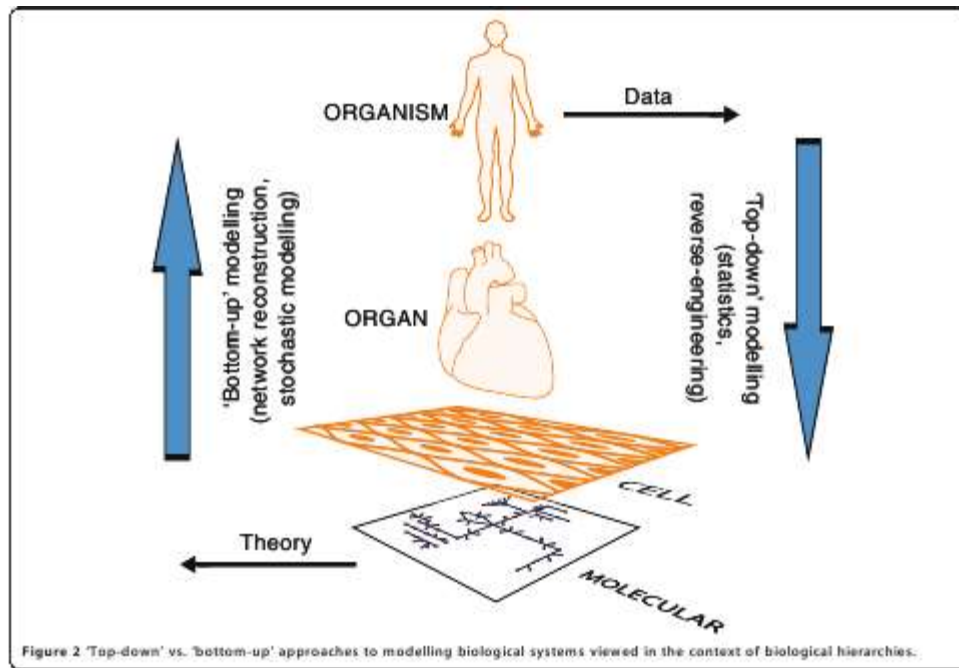 ORGANISM
Data
'Bottom-up' modelling
(network reconstruction,
stochastic modelling)
'Top-down' modelling
(statistics,
reverse-engineering)
ORGAN
CELL
Theory
MOLECULAR
Figure 2 'Top-down' vs. 'bottom-up' approaches to modelling biological systems viewed in the context of biological hierarchies.